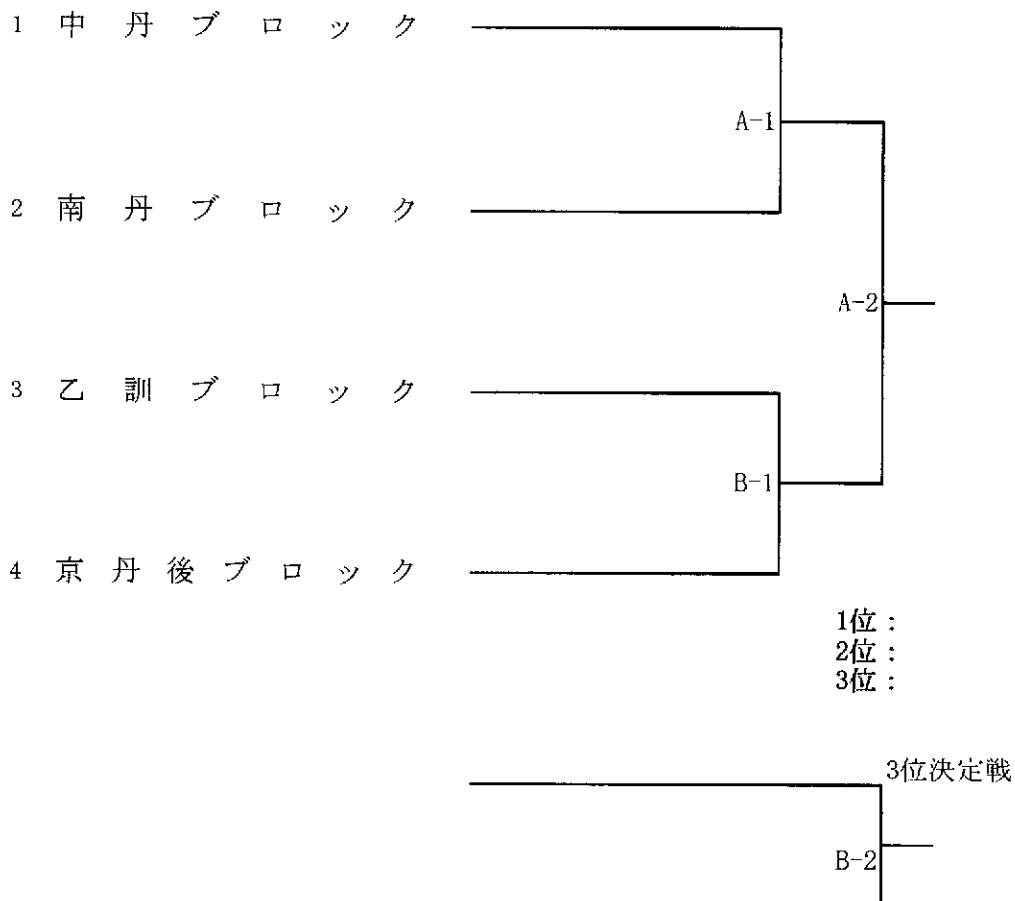 1 中丹ブロック
A-1
2 南丹ブロック
A-2
3 乙訓ブロック
B-1
4 京丹後ブロック
1位：
2位：
3位：
3位決定戦
B-2